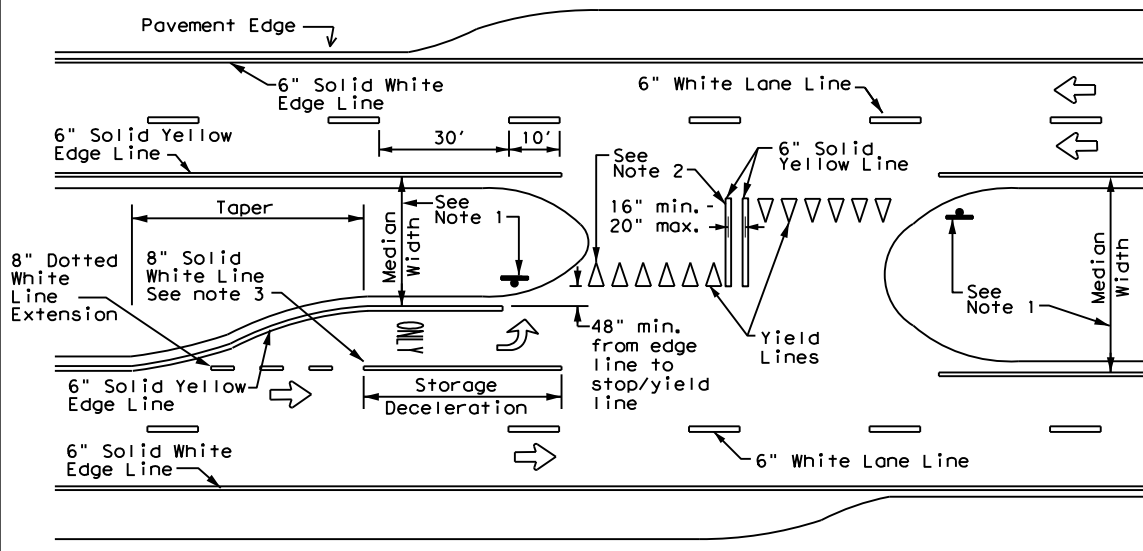 Pavement Edge
6" Solid White
Edge Line
6" White Lane Line
6" Solid Yellow
Edge Line
30'
10'
See
Note 2
6" Solid
Yellow Line
Taper
See
Note 1
16" min.
20" max.
Median
Width
8" Dotted
White
Line
Extension
8" Solid
White Line
See note 3
ONLY
48" min.
from edge
line to
stop/yield
line
Yield
Lines
See
Note 1
Median
Width
6" Solid Yellow
Edge Line
Storage
Deceleration
6" Solid White
Edge Line
6" White Lane Line